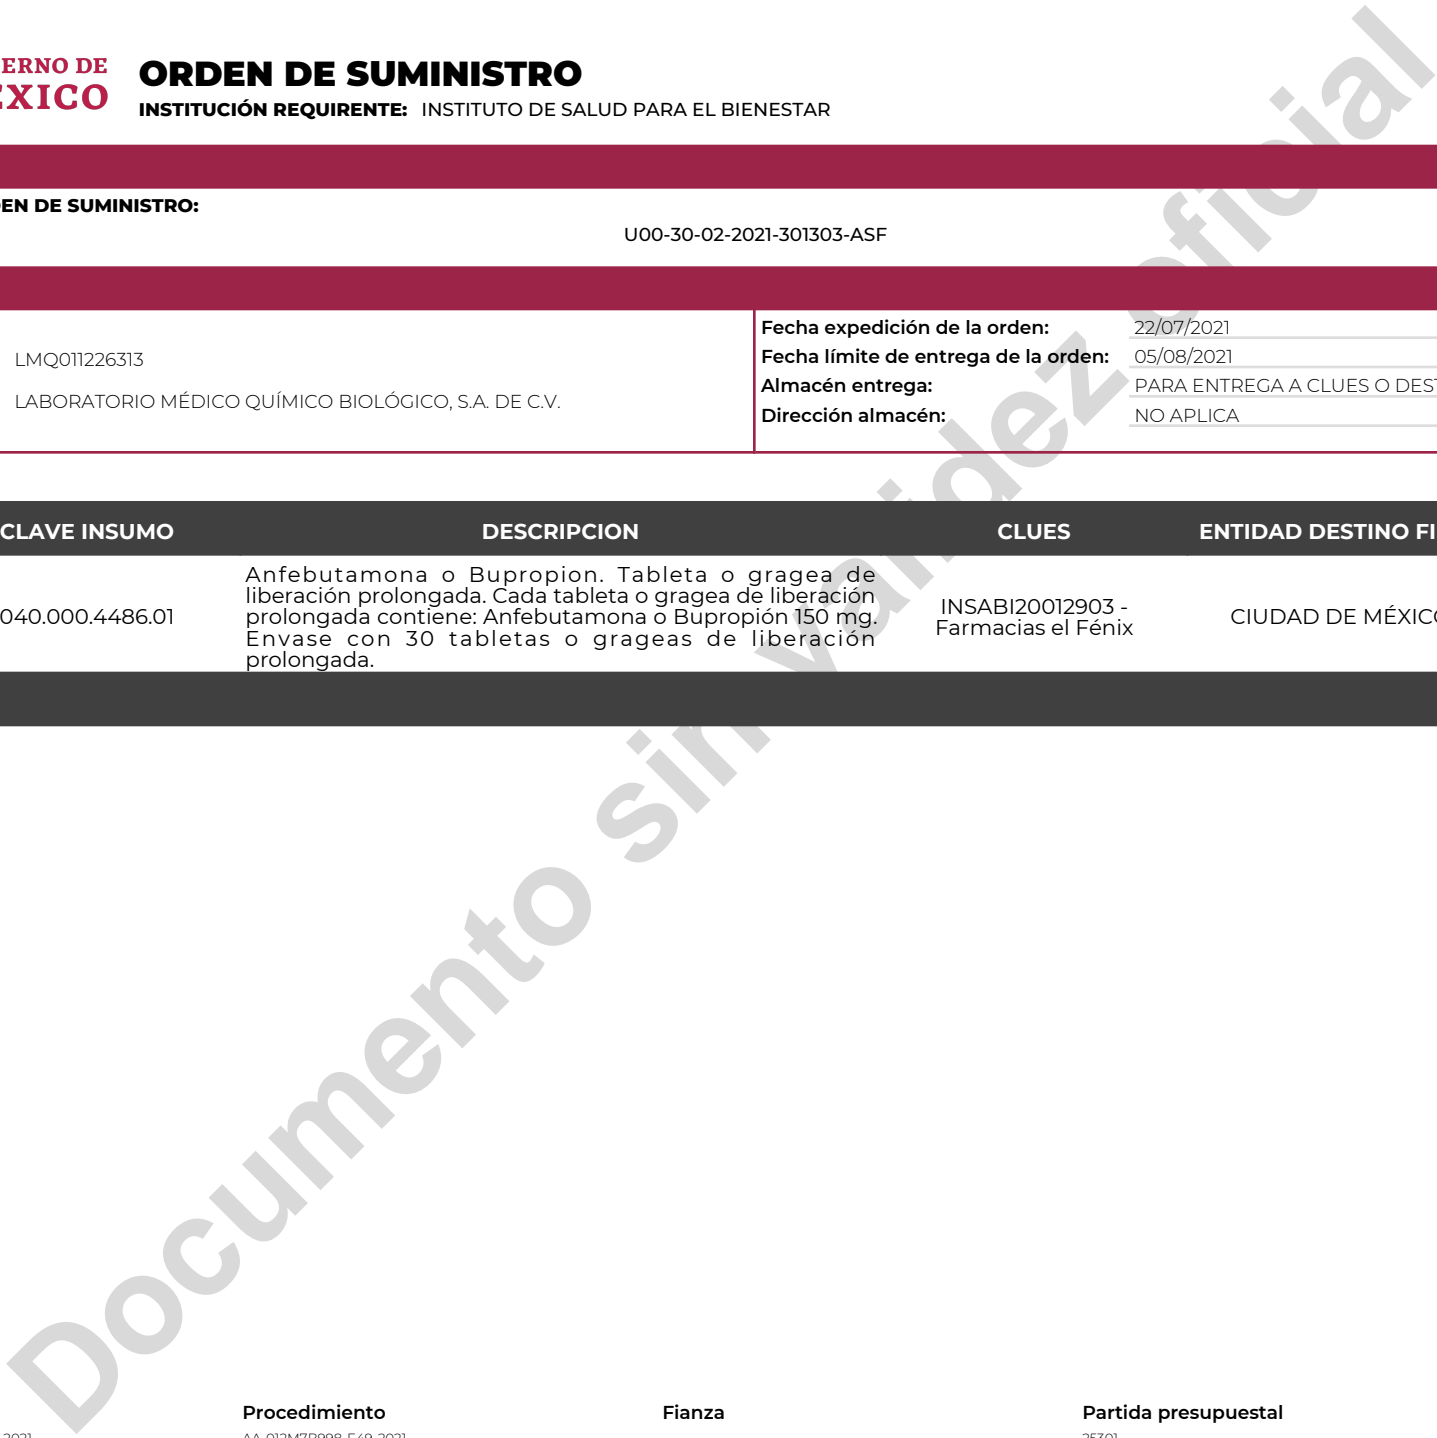 ERNO DE
ORDEN DE SUMINISTRO
INSTITUCIÓN REQUIRENTE: INSTITUTO DE SALUD PARA EL BIENESTAR
EN DE SUMINISTRO:
U00-30-02-2021-301303-ASF
LMQ011226313
LABORATORIO MÉDICO QUÍMICO BIOLÓGICO, S.A. DE C.V.
Fecha expedición de la orden: 22/07/2021
Fecha límite de entrega de la orden: 05/08/2021
Almacén entrega: PARA ENTREGA A CLUES O DEST
Dirección almacén: NO APLICA
CLAVE INSUMO DESCRIPCION CLUES ENTIDAD DESTINO FI
040.000.4486.01
Anfebutamona o Bupropion. Tableta o gragea de
liberación prolongada. Cada tableta o gragea de liberación
prolongada contiene: Anfebutamona o Bupropión 150 mg.
Envase con 30 tabletas o grageas de liberación
prolongada.
INSABI20012903 -
Farmacias el Fénix
CIUDAD DE MÉXICO
Documento sin validez oficial
Procedimiento Fianza Partida presupuestal